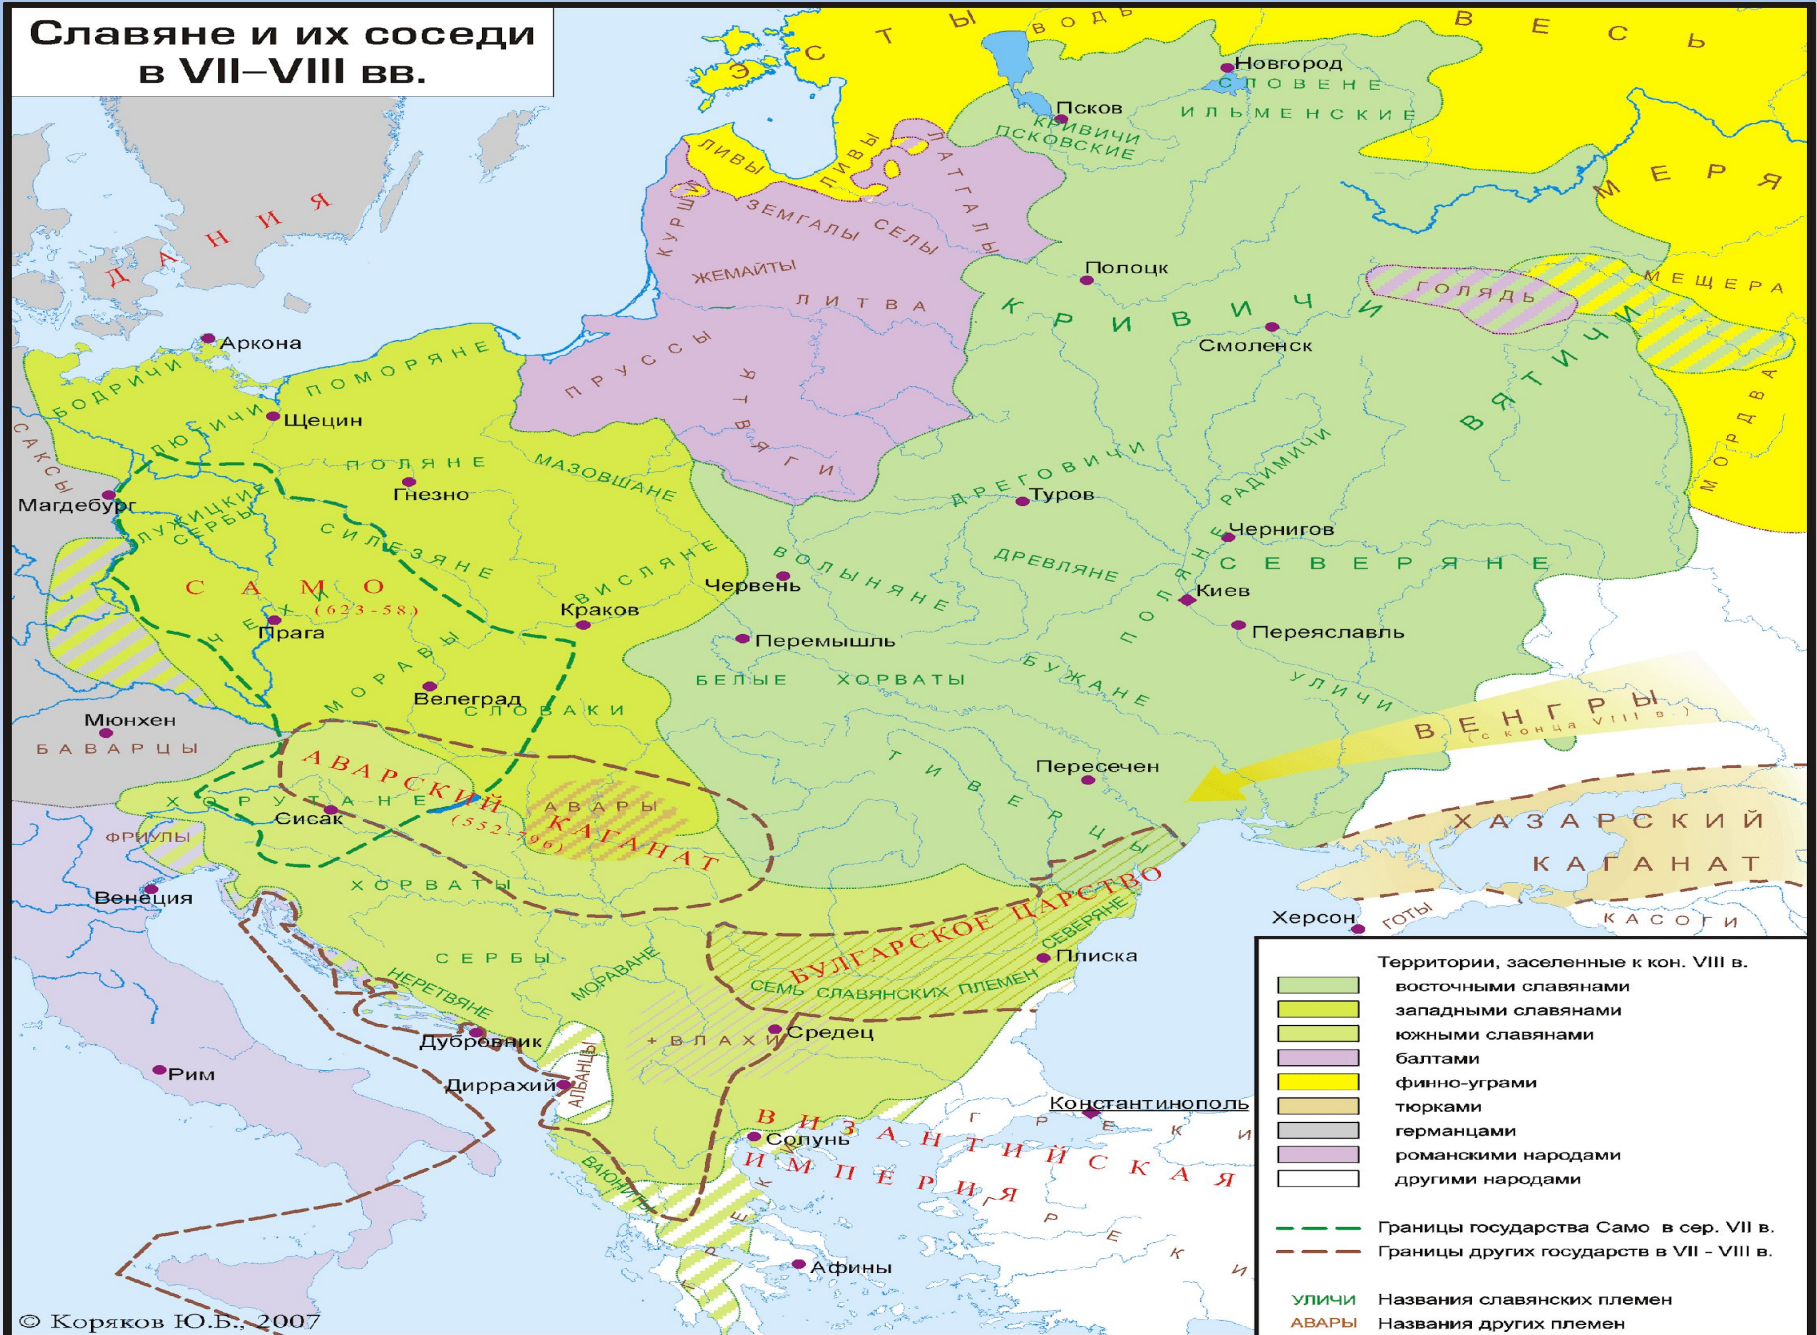 Славяне и их соседи
в VII–VIII вв.
ЭСТЫ
ВОДЬ
ВЕСЬ
Новгород
СЛОВЕНЕ
ИЛЬМЕНСКИЕ
Псков
КРИВИЧИ
ПСКОВСКИЕ
ЛИВЫ
ЛИВЫ
ЛАТГАЛЫ
МЕРЯ
ДАНИЯ
КУРШИ
ЗЕМГАЛЫ
СЕЛЫ
ЖЕМАЙТЫ
ЛИТВА
Полоцк
КРИВИЧИ
ГОЛЯДЬ
МЕЩЕРА
Смоленск
ВЯТИЧИ
МОРДВА
Аркона
БОДРИЧИ
ПОМОРЯНЕ
ПРУССЫ
ЯТВЯГИ
ЛЮТИЧИ
Щецин
САКСЫ
ПОЛЯНЕ
МАЗОВШАНЕ
Гнезно
Магдебург
ЛУЖИЦКИЕ
СЕРБЫ
СИЛЕЗЯНЕ
ДРЕГОВИЧИ
Туров
РАДИМИЧИ
Чернигов
СЕВЕРЯНЕ
ВИСЛЯНЕ
ВОЛЫНЯНЕ
ДРЕВЛЯНЕ
ПОЛЯНЕ
САМО
(623-58)
ЧЕХИ
Прага
Краков
Червень
Киев
Перемышль
Переяславль
МОРАВЫ
Велеград
СЛОВАКИ
БЕЛЫЕ ХОРВАТЫ
БУЖАНЕ
УЛИЧИ
ВЕНГРЫ
(с конца VIII в.)
Мюнхен
БАВАРЦЫ
АВАРСКИЙ
КАГАНАТ
(552-796)
АВАРЫ
ХОРУТАНЕ
Сисак
ТИВЕРЦЫ
Пересечен
ХАЗАРСКИЙ
КАГАНАТ
ФРИУЛЫ
Венеция
ХОРВАТЫ
Херсон
ГОТЫ
КАСОГИ
БУЛГАРСКОЕ ЦАРСТВО
СЕВЕРЯНЕ
Плиска
СЕМЬ СЛАВЯНСКИХ ПЛЕМЕН
СЕРБЫ
МОРАВАНЕ
НЕРЕТВЯНЕ
Дубровник
+ ВЛАХИ
Средец
Рим
Диррахий
АЛБАНЦЫ
Константинополь
ВИЗАНТИЙСКАЯ
ИМПЕРИЯ
ГРЕКИ
Солунь
ВАЮНИТЫ
ГРЕКИ
ГРЕКИ
Афины
Территории, заселенные к кон. VIII в.
восточными славянами
западными славянами
южными славянами
балтами
финно-уграми
тюрками
германцами
романскими народами
другими народами
Границы государства Само в сер. VII в.
Границы других государств в VII - VIII в.
УЛИЧИ Названия славянских племен
АВАРЫ Названия других племен
© Коряков Ю.Б., 2007